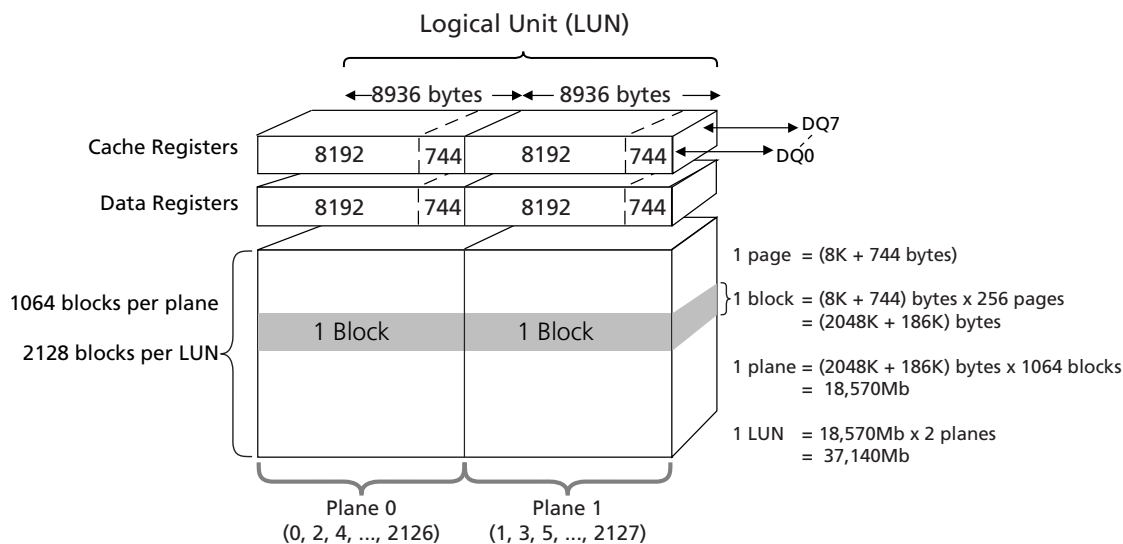 Logical Unit (LUN)
8936 bytes 8936 bytes
Cache Registers 8192 744 8192 744 DQ7
DQ0
Data Registers 8192 744 8192 744
1 page = (8K + 744 bytes)
1064 blocks per plane
1 block = (8K + 744) bytes x 256 pages
= (2048K + 186K) bytes
1 Block 1 Block
2128 blocks per LUN
1 plane = (2048K + 186K) bytes x 1064 blocks
= 18,570Mb
1 LUN = 18,570Mb x 2 planes
= 37,140Mb
Plane 0 Plane 1
(0, 2, 4, ..., 2126) (1, 3, 5, ..., 2127)